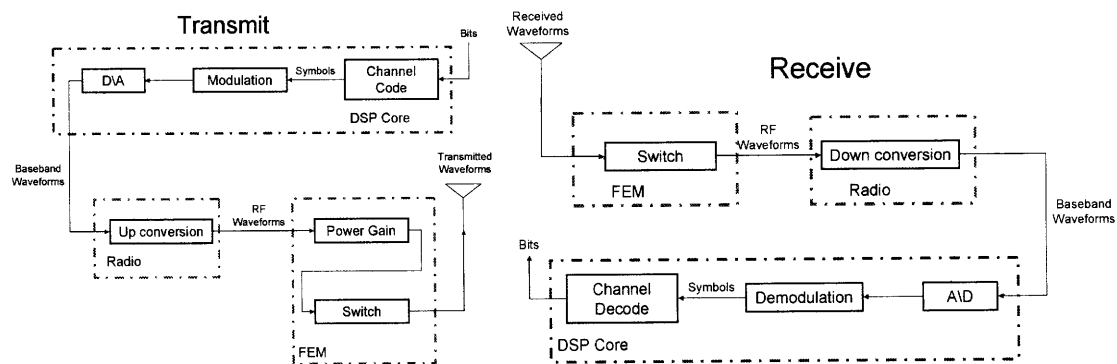 Transmit
Bits
D\A
Modulation
Symbols
Channel
Code
DSP Core
Baseband
Waveforms
Transmitted
Waveforms
Up conversion
Radio
RF
Waveforms
Power Gain
Switch
FEM
Received
Waveforms
Receive
Switch
FEM
RF
Waveforms
Down conversion
Radio
Baseband
Waveforms
Bits
Channel
Decode
Symbols
Demodulation
A\D
DSP Core